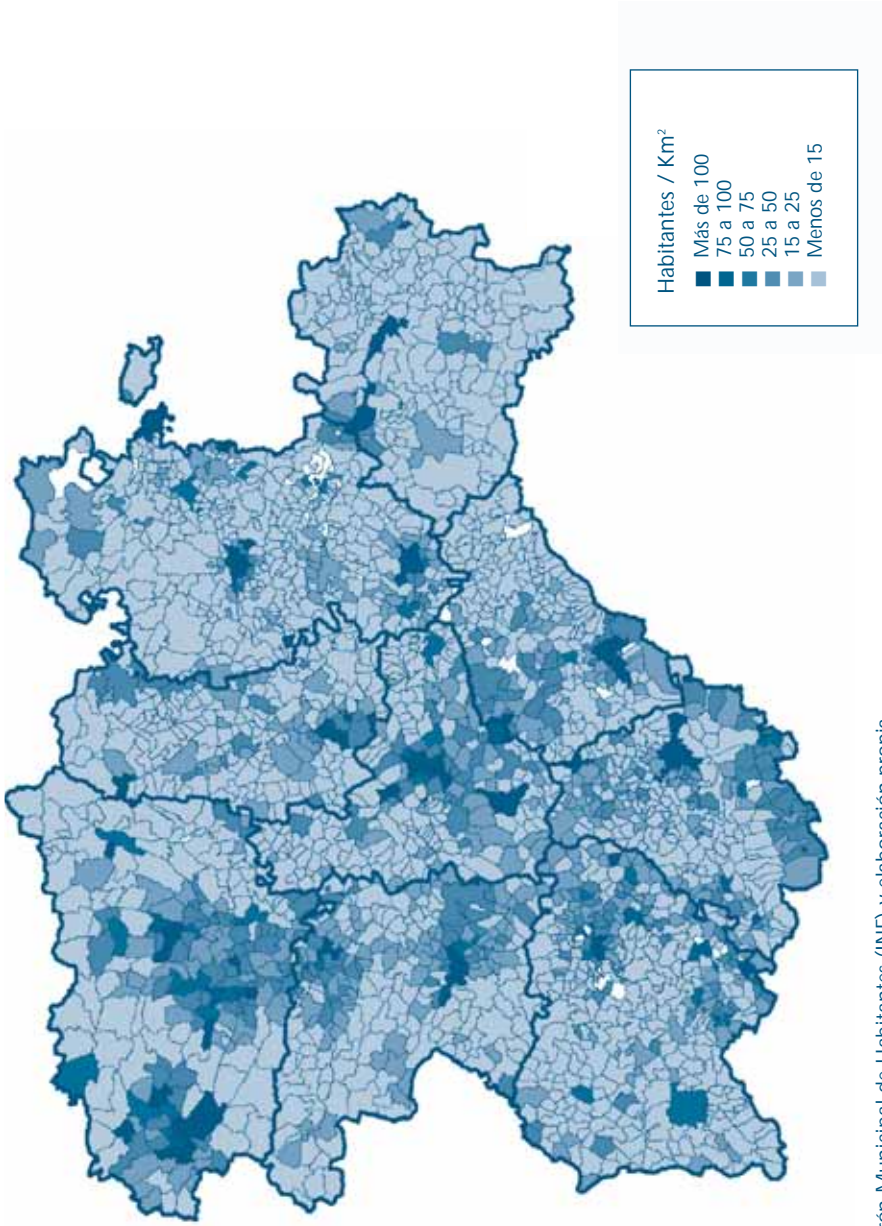 Habitantes / Km²
Más de 100
75 a 100
50 a 75
25 a 50
15 a 25
Menos de 15
Municipal de Habitantes (INE) y elaboración propia